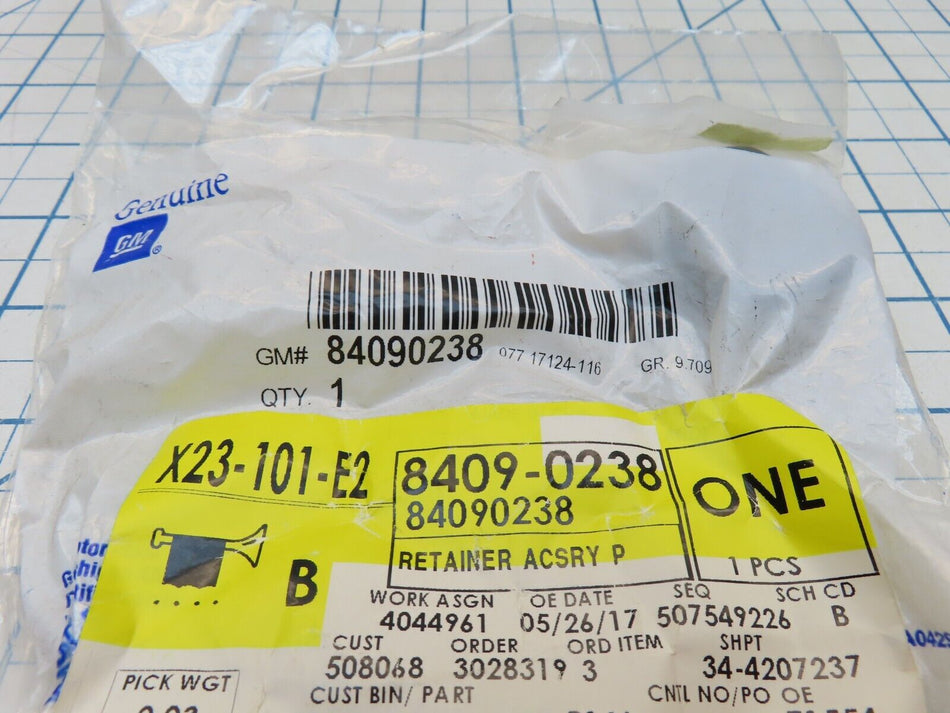 Genuine
GM®
GM# 84090238 077 17124-116 GR. 9.709
QTY. 1
X23-101-E2
8409-0238
84090238
RETAINER ACSRY P
ONE
1 PCS
B
WORK ASGN OE DATE SEQ SCH CD
4044961 05/26/17 507549226 B
CUST ORDER ORD ITEM SHPT
508068 3028319 3 34-4207237
PICK WGT CUST BIN/ PART CNTL NO/PO OE